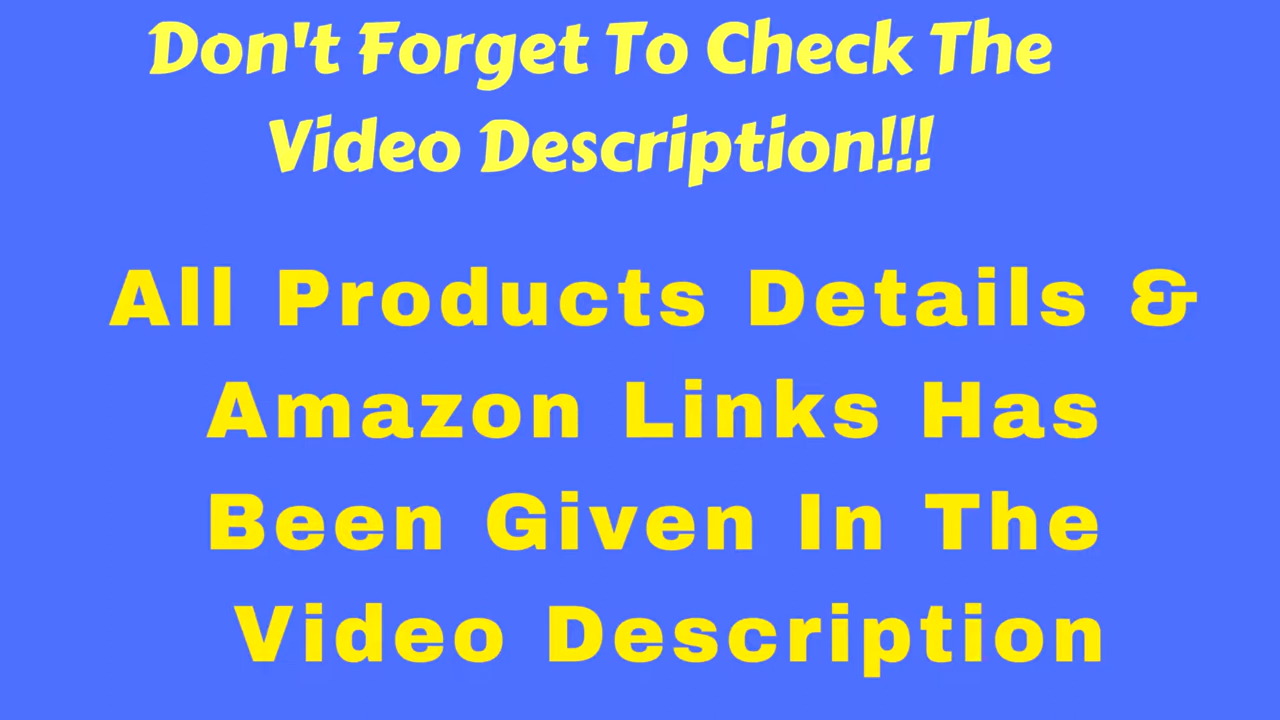 Don't Forget To Check The
Video Description!!!
All Products Details &
Amazon Links Has
Been Given In The
Video Description